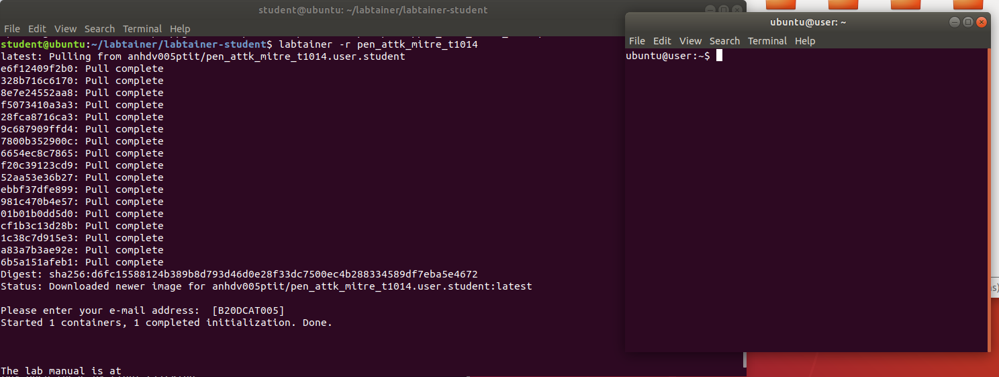 student@ubuntu: ~/labtainer/labtainer-student
File Edit View Search Terminal Help
student@ubuntu:~/labtainer/labtainer-student$ labtainer -r pen_attk_mitre_t1014
latest: Pulling from anhdv005ptit/pen_attk_mitre_t1014.user.student
e6f12409f2b0: Pull complete
328b716c6170: Pull complete
8e7e24552aa8: Pull complete
f5073410a3a3: Pull complete
28fca8716ca3: Pull complete
9c687909ffd4: Pull complete
7800b352900c: Pull complete
6654ec8c7865: Pull complete
f20c39123cd9: Pull complete
52aa53e36b27: Pull complete
ebbf37dfe899: Pull complete
981c470b4e57: Pull complete
01b01b0dd5d0: Pull complete
cf1b3c13d28b: Pull complete
1c38c7d915e3: Pull complete
a83a7b3ae92e: Pull complete
6b5a151afeb1: Pull complete
Digest: sha256:d6fc15588124b389b8d793d46d0e28f33dc7500ec4b288334589df7eba5e4672
Status: Downloaded newer image for anhdv005ptit/pen_attk_mitre_t1014.user.student:latest
Please enter your e-mail address:  [B20DCAT005]
Started 1 containers, 1 completed initialization. Done.
The lab manual is at
ubuntu@user: ~
File Edit View Search Terminal Help
ubuntu@user:~$